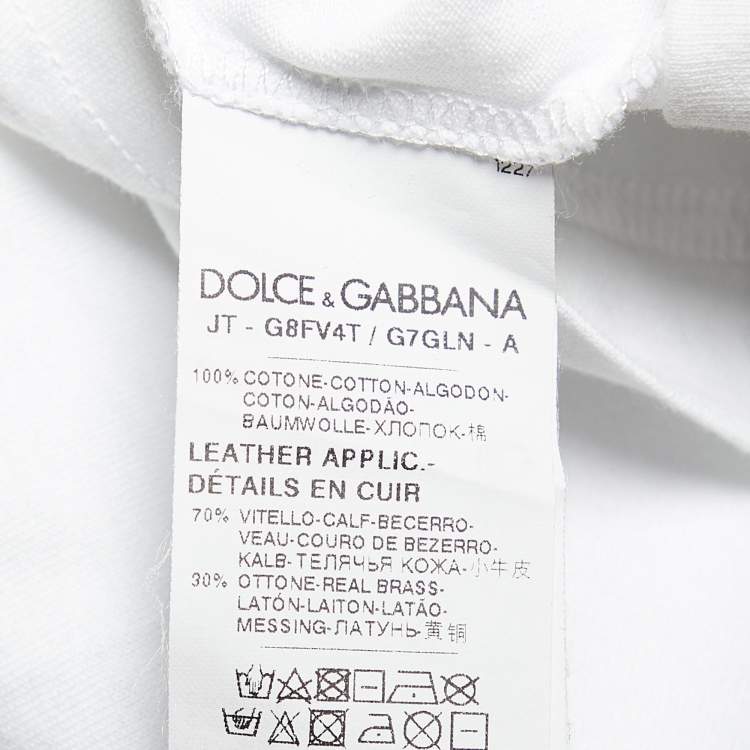 1227
DOLCE & GABBANA
JT - G8FV4T / G7GLN - A
100% COTONE-COTTON-ALGODON-
COTON-ALGODÃO-
BAUMWOLLE-ХЛОПОК-棉
LEATHER APPLIC.-
DÉTAILS EN CUIR
70% VITELLO-CALF-BECERRO-
VEAU-COURO DE BEZERRO-
KALB-ТЕЛЯЧЬЯ КОЖА-小牛皮
30% OTTONE-REAL BRASS-
LATÓN-LAITON-LATÃO-
MESSING-ЛАТУНЬ-黄铜